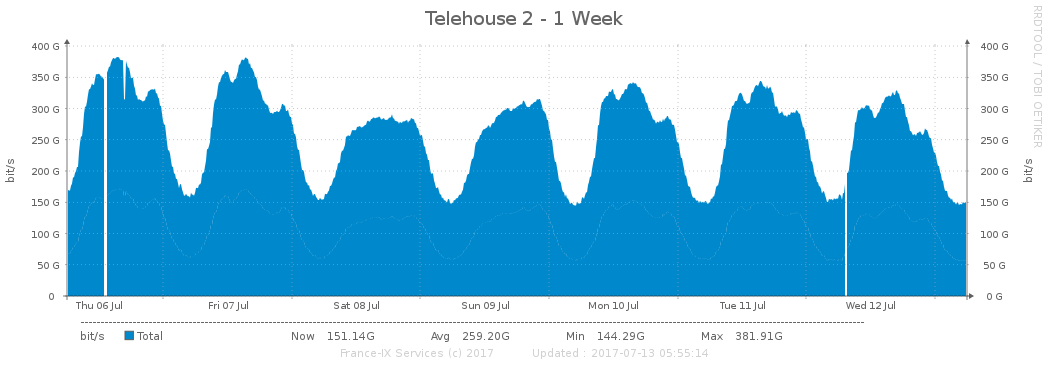 Telehouse 2 - 1 Week
RRDTOOL / TOBI OETIKER
400 G 400 G
350 G 350 G
300 G 300 G
250 G 250 G
200 G 200 G
150 G 150 G
100 G 100 G
50 G 50 G
0 0 G
bit/s bit/s
Thu 06 Jul Fri 07 Jul Sat 08 Jul Sun 09 Jul Mon 10 Jul Tue 11 Jul Wed 12 Jul
bit/s Total Now 151.14G Avg 259.20G Min 144.29G Max 381.91G
France-IX Services (c) 2017 Updated : 2017-07-13 05:55:14